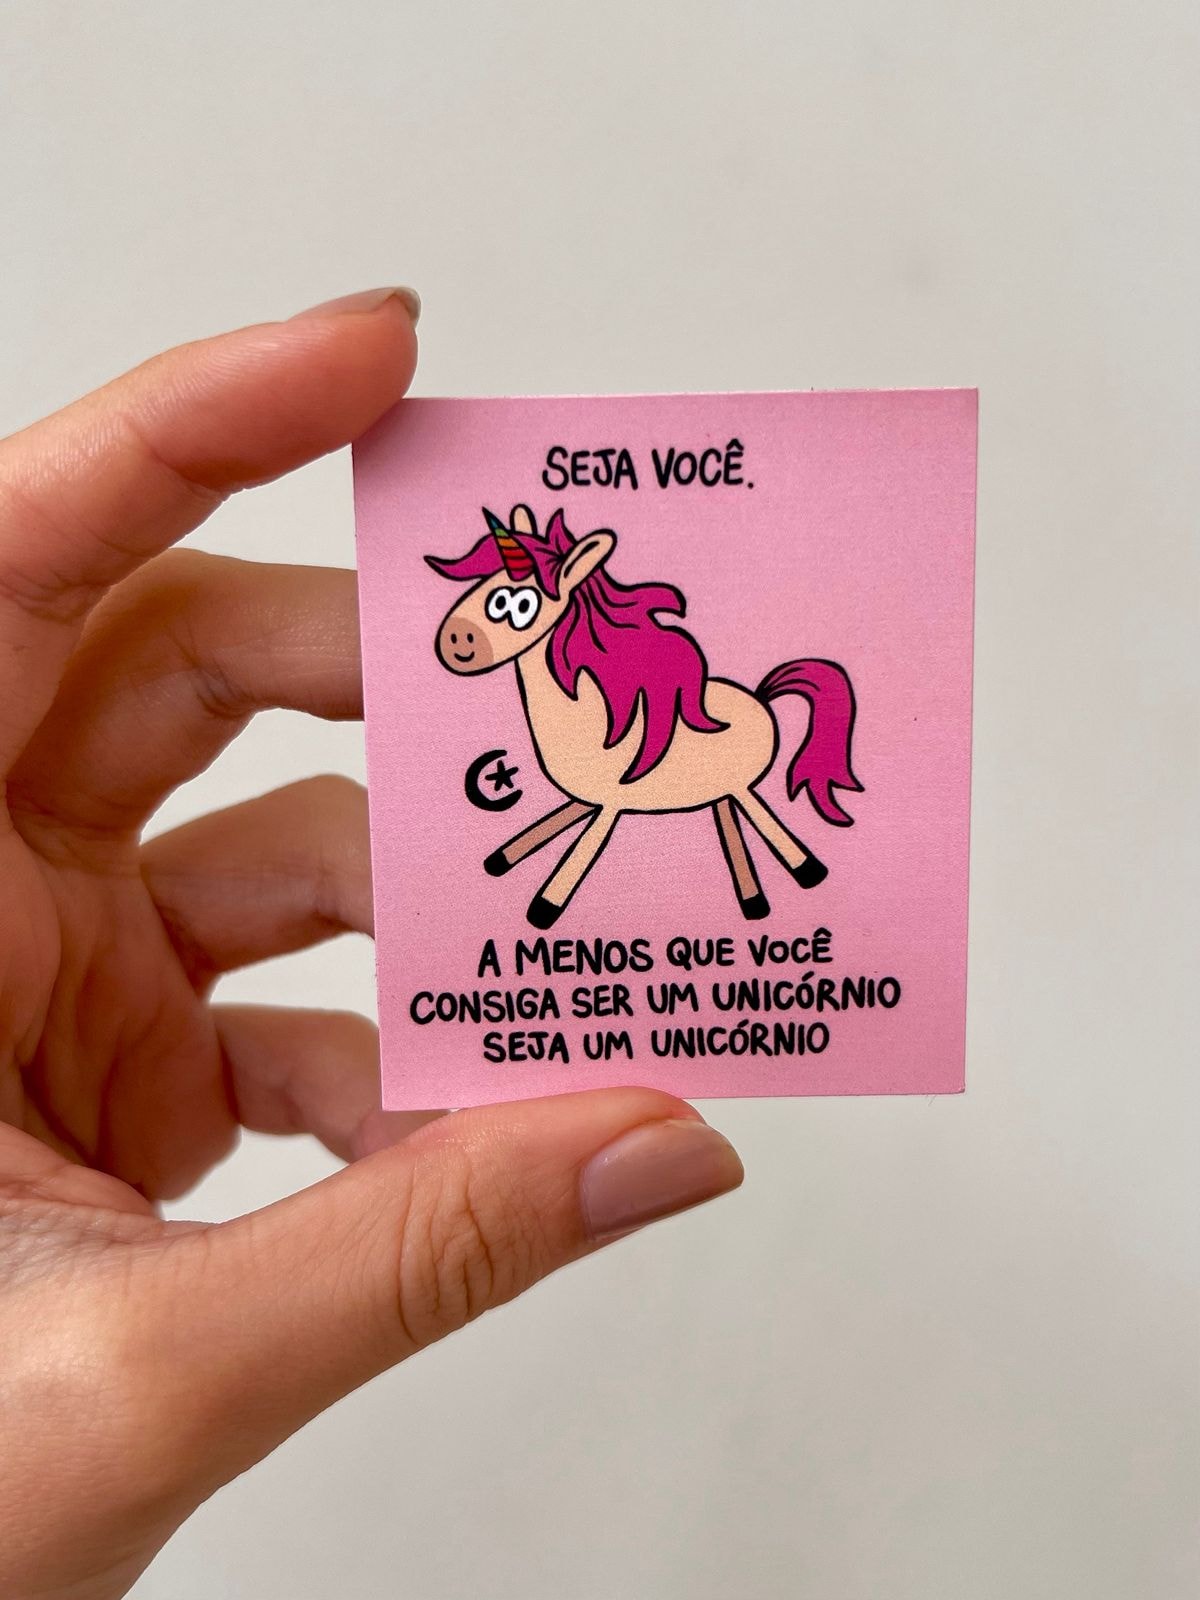 SEJA VOCÊ.
A MENOS QUE VOCÊ
CONSIGA SER UM UNICÓRNIO
SEJA UM UNICÓRNIO